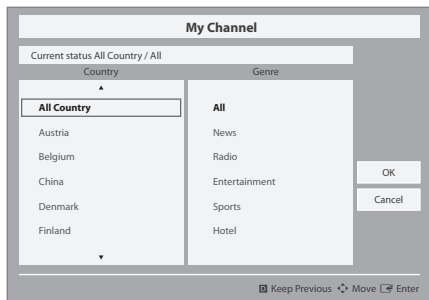 My Channel
Current status All Country / All
Country Genre
All Country All
Austria News
Belgium Radio
China Entertainment
Denmark Sports
Finland Hotel
OK
Cancel
D Keep Previous Move Enter